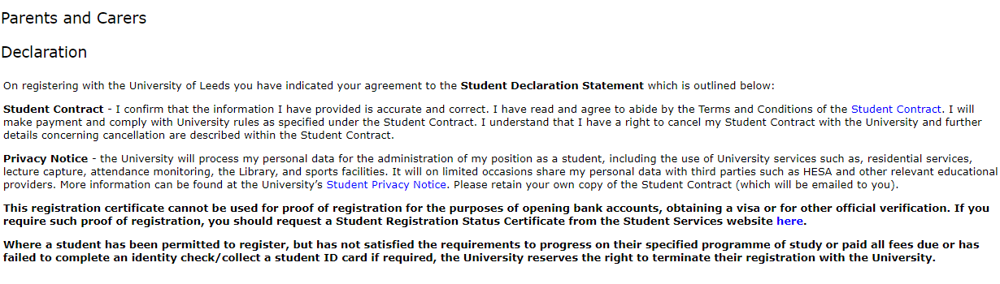 Parents and Carers
Declaration
On registering with the University of Leeds you have indicated your agreement to the Student Declaration Statement which is outlined below:
Student Contract - I confirm that the information I have provided is accurate and correct. I have read and agree to abide by the Terms and Conditions of the Student Contract. I will
make payment and comply with University rules as specified under the Student Contract. I understand that I have a right to cancel my Student Contract with the University and further
details concerning cancellation are described within the Student Contract.
Privacy Notice - the University will process my personal data for the administration of my position as a student, including the use of University services such as, residential services,
lecture capture, attendance monitoring, the Library, and sports facilities. It will on limited occasions share my personal data with third parties such as HESA and other relevant educational
providers. More information can be found at the University's Student Privacy Notice. Please retain your own copy of the Student Contract (which will be emailed to you).
This registration certificate cannot be used for proof of registration for the purposes of opening bank accounts, obtaining a visa or for other official verification. If you
require such proof of registration, you should request a Student Registration Status Certificate from the Student Services website here.
Where a student has been permitted to register, but has not satisfied the requirements to progress on their specified programme of study or paid all fees due or has
failed to complete an identity check/collect a student ID card if required, the University reserves the right to terminate their registration with the University.